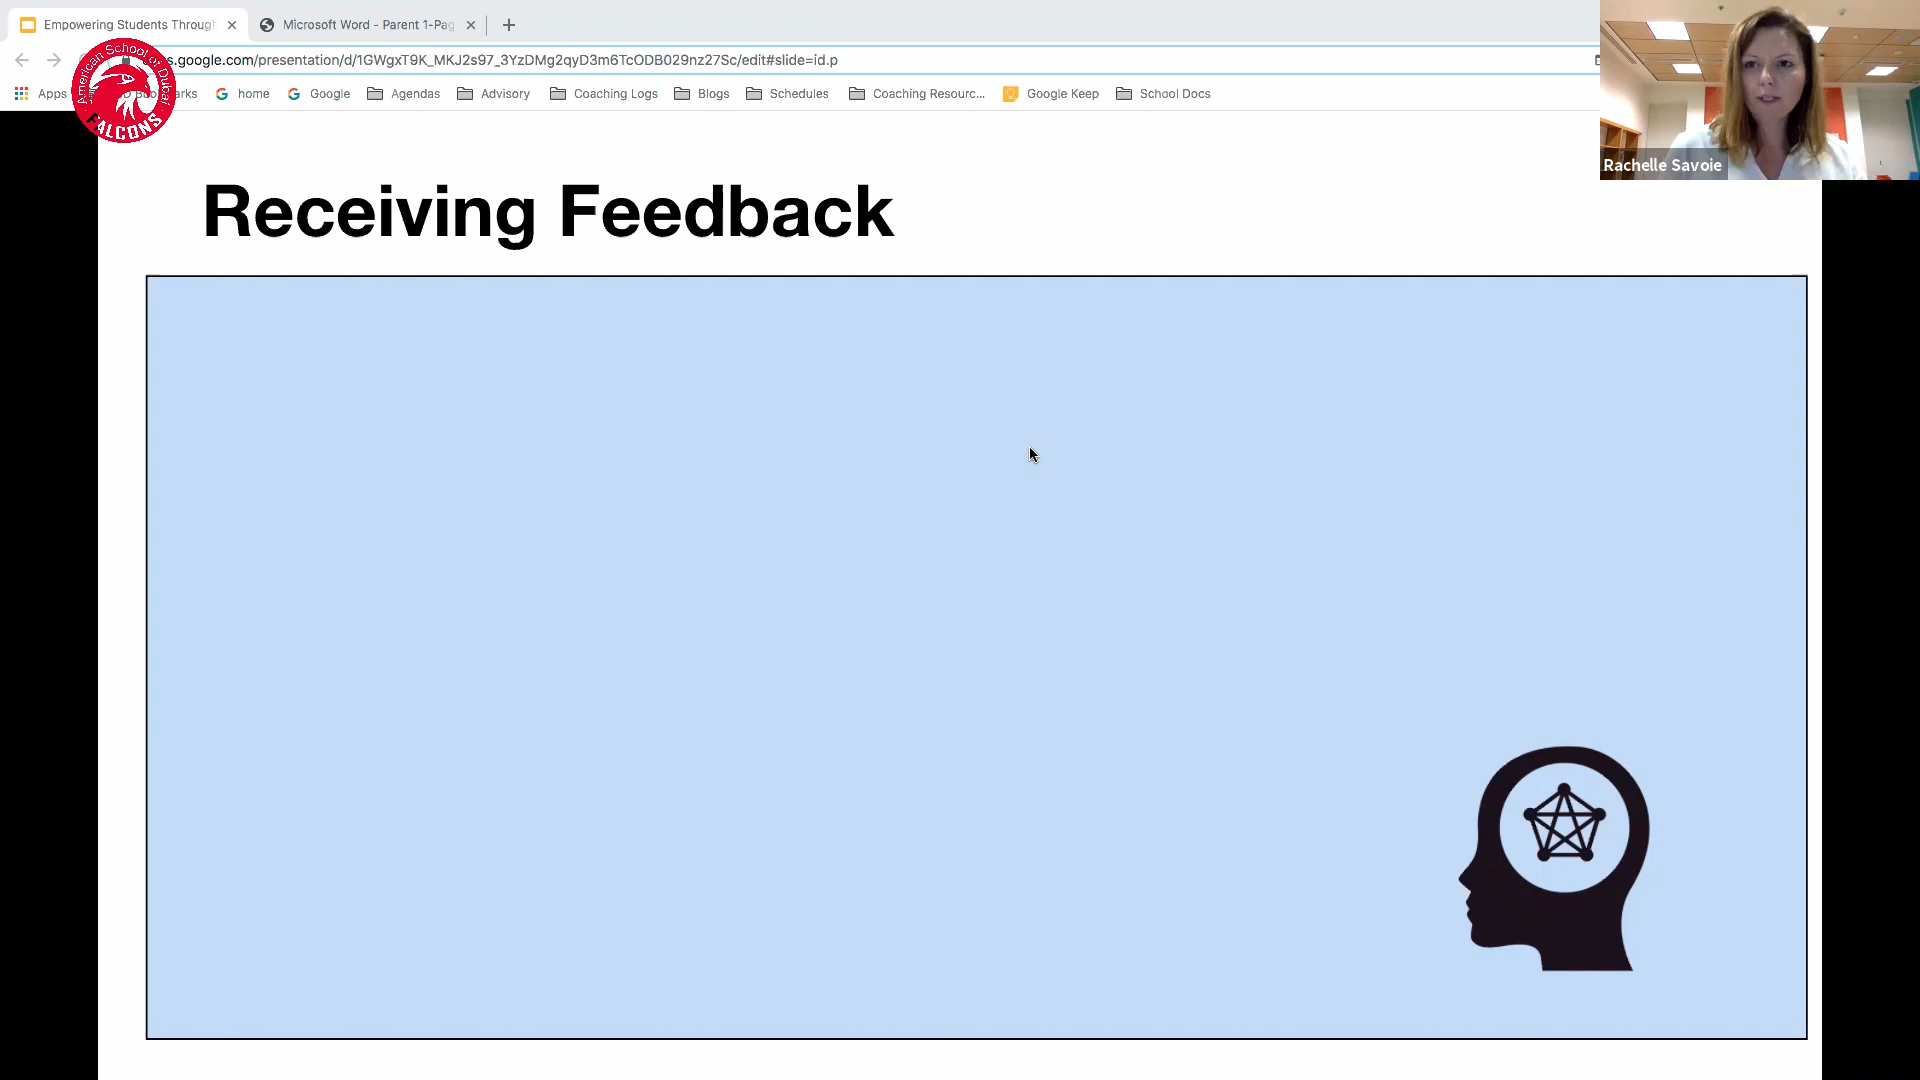 Empowering Students Throug
Microsoft Word - Parent 1-Pag
s.google.com/presentation/d/1GWgxT9K_MKJ2s97_3YzDMg2qyD3m6TcODB029nz27Sc/edit#slide=id.p
Apps
home
Google
Agendas
Advisory
Coaching Logs
Blogs
Schedules
Coaching Resourc...
Google Keep
School Docs
American School of Dubai
FALCONS
Rachelle Savoie
Receiving Feedback